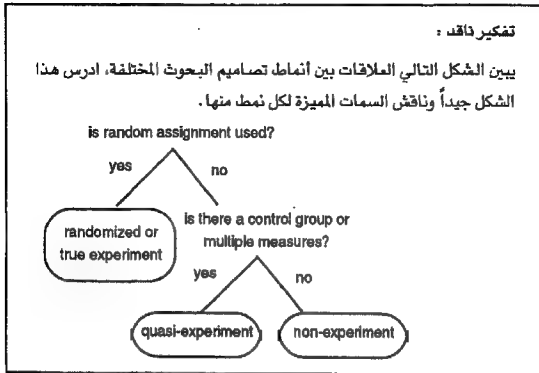 تفكير ناقد :
يبين الشكل التالي العلاقات بين أنماط تصاميم البحوث المختلفة، ادرس هذا
الشكل جيداً وناقش السمات المميزة لكل نمط منها.
is random assignment used?
yes
no
randomized or
true experiment
is there a control group or
multiple measures?
yes
no
quasi-experiment
non-experiment